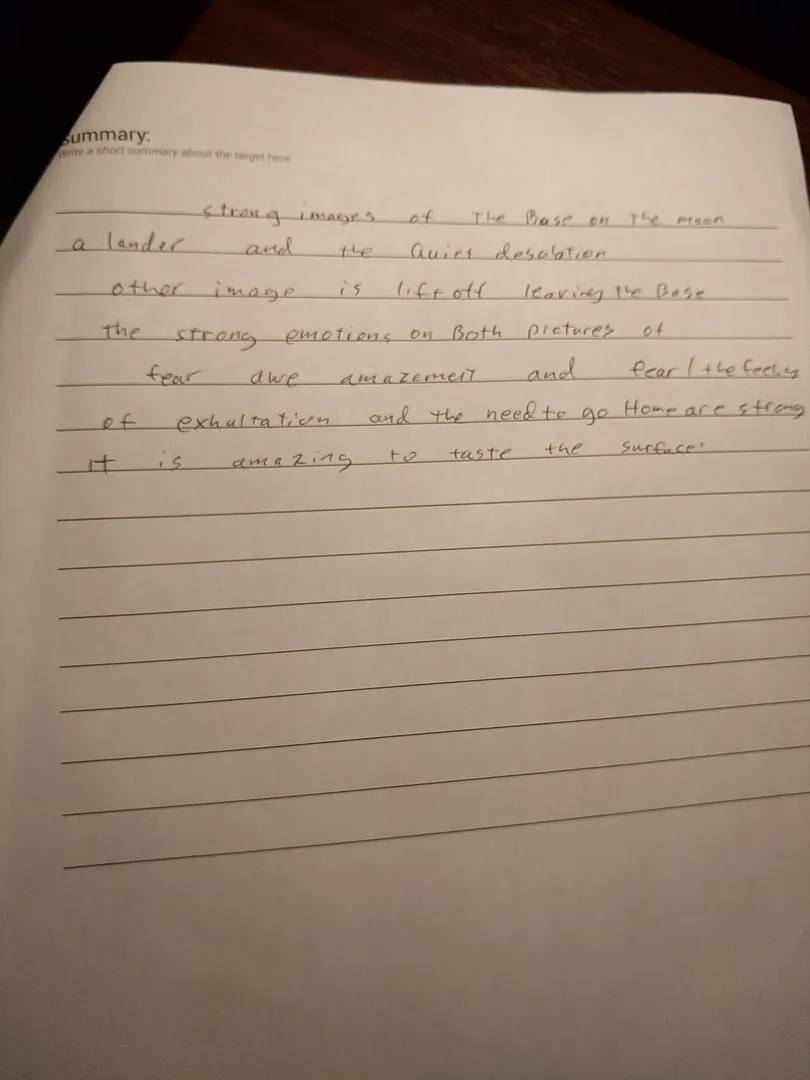 Summary:
write a short summary about the target here
strong images of The Base on The moon
a lander and the Quiet desolation
other image is liftoff leaving the Base
The strong emotions on Both pictures of
fear awe amazement and fear / the feeling
of exhultation and the need to go Home are strong
it is amazing to taste the surface.